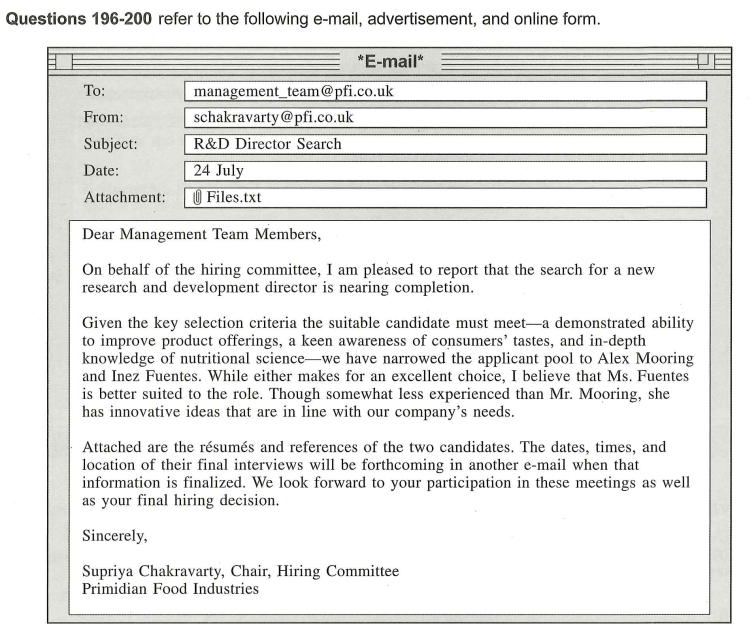 Questions 196-200 refer to the following e-mail, advertisement, and online form.
*E-mail*
To: management_team@pfi.co.uk
From: schakravarty@pfi.co.uk
Subject: R&D Director Search
Date: 24 July
Attachment: Files.txt
Dear Management Team Members,
On behalf of the hiring committee, I am pleased to report that the search for a new
research and development director is nearing completion.
Given the key selection criteria the suitable candidate must meet—a demonstrated ability
to improve product offerings, a keen awareness of consumers' tastes, and in-depth
knowledge of nutritional science—we have narrowed the applicant pool to Alex Mooring
and Inez Fuentes. While either makes for an excellent choice, I believe that Ms. Fuentes
is better suited to the role. Though somewhat less experienced than Mr. Mooring, she
has innovative ideas that are in line with our company's needs.
Attached are the résumés and references of the two candidates. The dates, times, and
location of their final interviews will be forthcoming in another e-mail when that
information is finalized. We look forward to your participation in these meetings as well
as your final hiring decision.
Sincerely,
Supriya Chakravarty, Chair, Hiring Committee
Primidian Food Industries